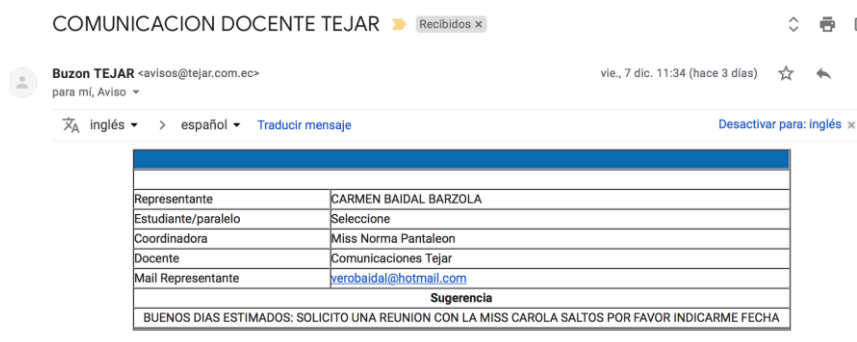 COMUNICACION DOCENTE TEJAR Recibidos ×
Buzon TEJAR <avisos@tejar.com.ec> vie., 7 dic. 11:34 (hace 3 días)
para mí, Aviso
inglés > español Traducir mensaje Desactivar para: inglés ×
Representante CARMEN BAIDAL BARZOLA
Estudiante/paralelo Seleccione
Coordinadora Miss Norma Pantaleon
Docente Comunicaciones Tejar
Mail Representante verobaidal@hotmail.com
Sugerencia
BUENOS DIAS ESTIMADOS: SOLICITO UNA REUNION CON LA MISS CAROLA SALTOS POR FAVOR INDICARME FECHA